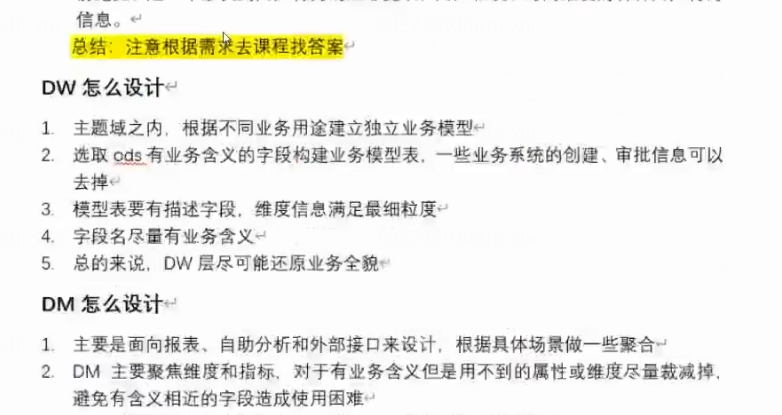 信息。
总结：注意根据需求去课程找答案
DW 怎么设计
1. 主题域之内，根据不同业务用途建立独立业务模型
2. 选取 ods 有业务含义的字段构建业务模型表，一些业务系统的创建、审批信息可以
去掉
3. 模型表要有描述字段，维度信息满足最细粒度
4. 字段名尽量有业务含义
5. 总的来说，DW 层尽可能还原业务全貌
DM 怎么设计
1. 主要是面向报表、自助分析和外部接口来设计，根据具体场景做一些聚合
2. DM 主要聚焦维度和指标，对于有业务含义但是用不到的属性或维度尽量裁减掉，
避免有含义相近的字段造成使用困难